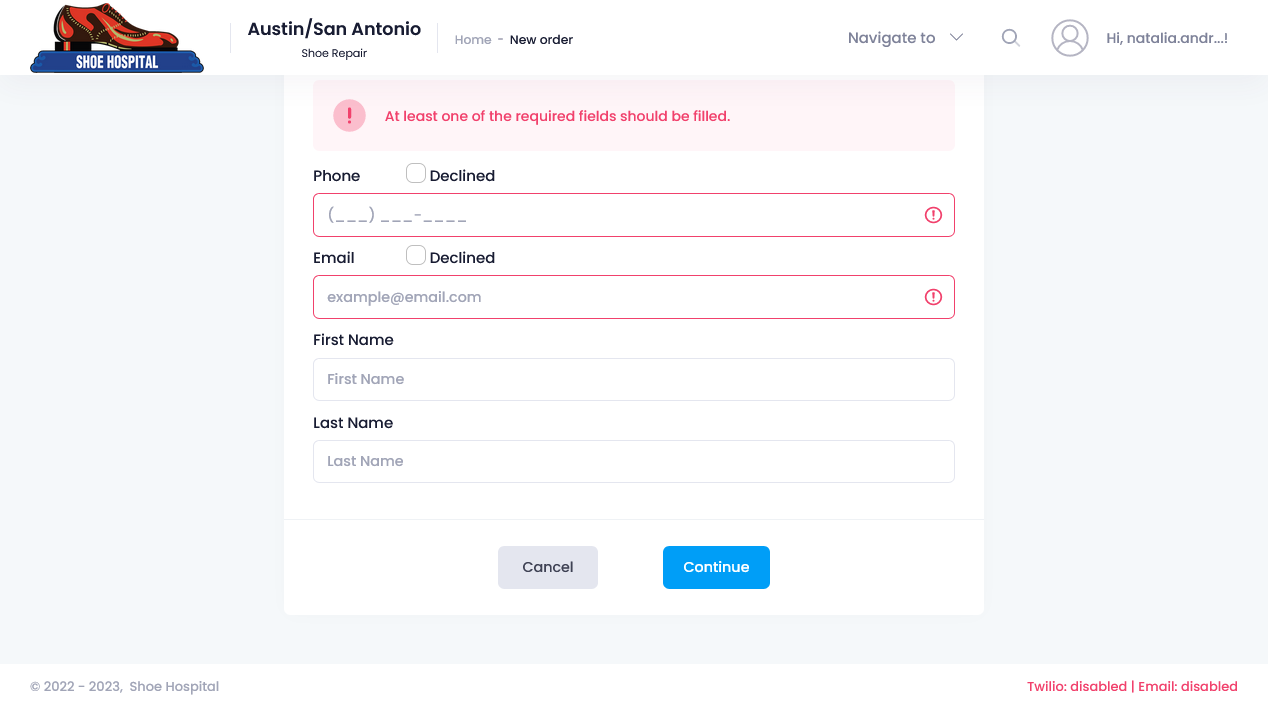 SHOE HOSPITAL
Austin/San Antonio
Shoe Repair
Home - New order
Navigate to
Hi, natalia.andr...!
At least one of the required fields should be filled.
Phone
Declined
(___) ___-____
Email
Declined
example@email.com
First Name
First Name
Last Name
Last Name
Cancel
Continue
© 2022 - 2023, Shoe Hospital
Twilio: disabled | Email: disabled